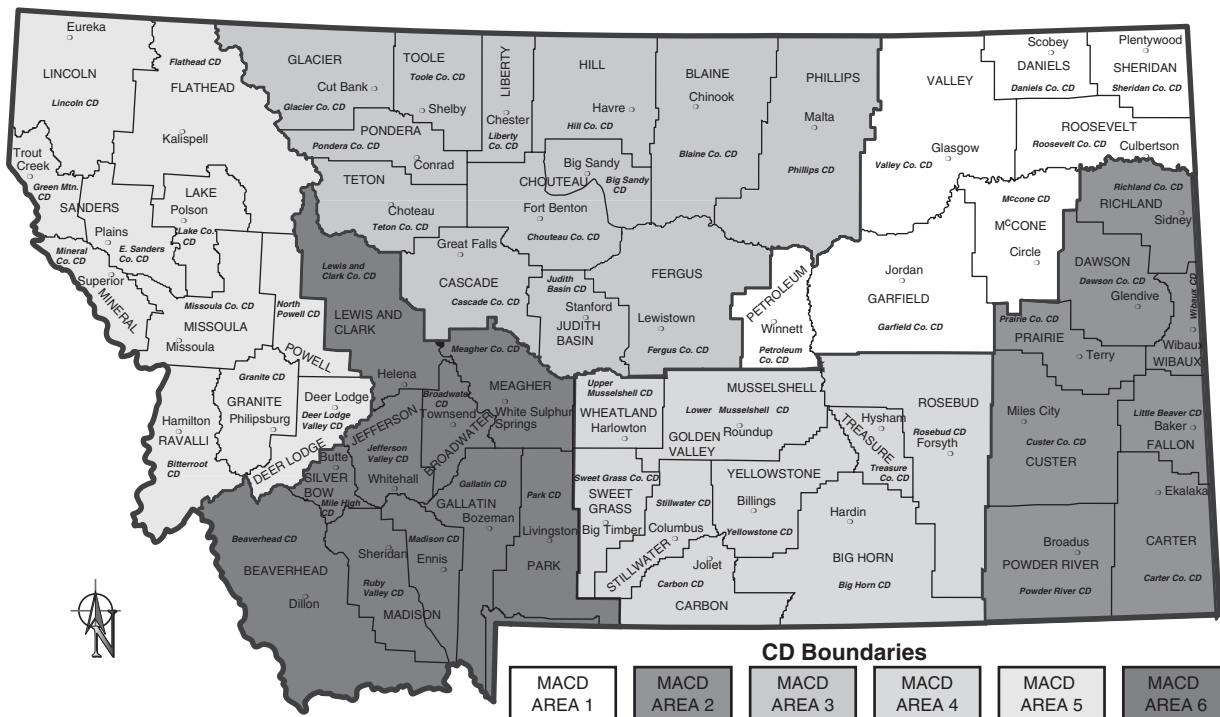 Eureka
LINCOLN
Lincoln CD
Flathead CD
FLATHEAD
Kalispell
Trout
Creek
Green Mtn.
CD
SANDERS
Plains
E. Sanders
Co. CD
LAKE
Polson
Lake Co.
CD
Mineral
Co. CD
Superior
MINERAL
Missoula Co. CD
MISSOULA
Missoula
North
Powell CD
POWELL
Granite CD
GRANITE
Philipsburg
Deer Lodge
Deer Lodge
Valley CD
DEER LODGE
Hamilton
RAVALLI
Bitterroot
CD
GLACIER
Cut Bank
Glacier Co. CD
TOOLE
Toole Co. CD
Shelby
LIBERTY
Chester
Liberty
Co. CD
HILL
Havre
Hill Co. CD
BLAINE
Chinook
Blaine Co. CD
PHILLIPS
Malta
Phillips CD
PONDERA
Pondera Co. CD
Conrad
TETON
Choteau
Teton Co. CD
Big Sandy
CHOUTEAU
Big Sandy
CD
Fort Benton
Chouteau Co. CD
Great Falls
CASCADE
Cascade Co. CD
Judith
Basin CD
Stanford
JUDITH
BASIN
FERGUS
Lewistown
Fergus Co. CD
VALLEY
Glasgow
Valley Co. CD
Scobey
DANIELS
Daniels Co. CD
Plentywood
SHERIDAN
Sheridan Co. CD
ROOSEVELT
Roosevelt Co. CD
Culbertson
McCone CD
McCONE
Circle
Jordan
GARFIELD
Garfield Co. CD
PETROLEUM
Winnett
Petroleum
Co. CD
Richland Co. CD
RICHLAND
Sidney
DAWSON
Dawson Co. CD
Glendive
Wibaux CD
Wibaux
WIBAUX
Prairie Co. CD
PRAIRIE
Terry
Miles City
Custer Co. CD
CUSTER
Little Beaver CD
Baker
FALLON
Ekalaka
CARTER
Carter Co. CD
Broadus
POWDER RIVER
Powder River CD
Lewis and
Clark Co. CD
LEWIS AND
CLARK
Helena
Meagher Co. CD
MEAGHER
White Sulphur
Springs
Broadwater
CD
Townsend
BROADWATER
JEFFERSON
Jefferson
Valley CD
Whitehall
Butte
SILVER
BOW
Mile High
CD
Gallatin CD
GALLATIN
Bozeman
Park CD
Livingston
PARK
Beaverhead CD
BEAVERHEAD
Dillon
Sheridan
Ruby
Valley CD
Madison CD
Ennis
MADISON
Upper
Musselshell CD
WHEATLAND
Harlowton
MUSSELSHELL
Lower Musselshell CD
Roundup
GOLDEN
VALLEY
Sweet Grass Co. CD
SWEET
GRASS
Big Timber
Stillwater CD
Columbus
STILLWATER
YELLOWSTONE
Billings
Yellowstone CD
Joliet
Carbon CD
CARBON
TREASURE
Hysham
Treasure
Co. CD
ROSEBUD
Rosebud CD
Forsyth
Hardin
BIG HORN
Big Horn CD
N
CD Boundaries
MACD
AREA 1
MACD
AREA 2
MACD
AREA 3
MACD
AREA 4
MACD
AREA 5
MACD
AREA 6